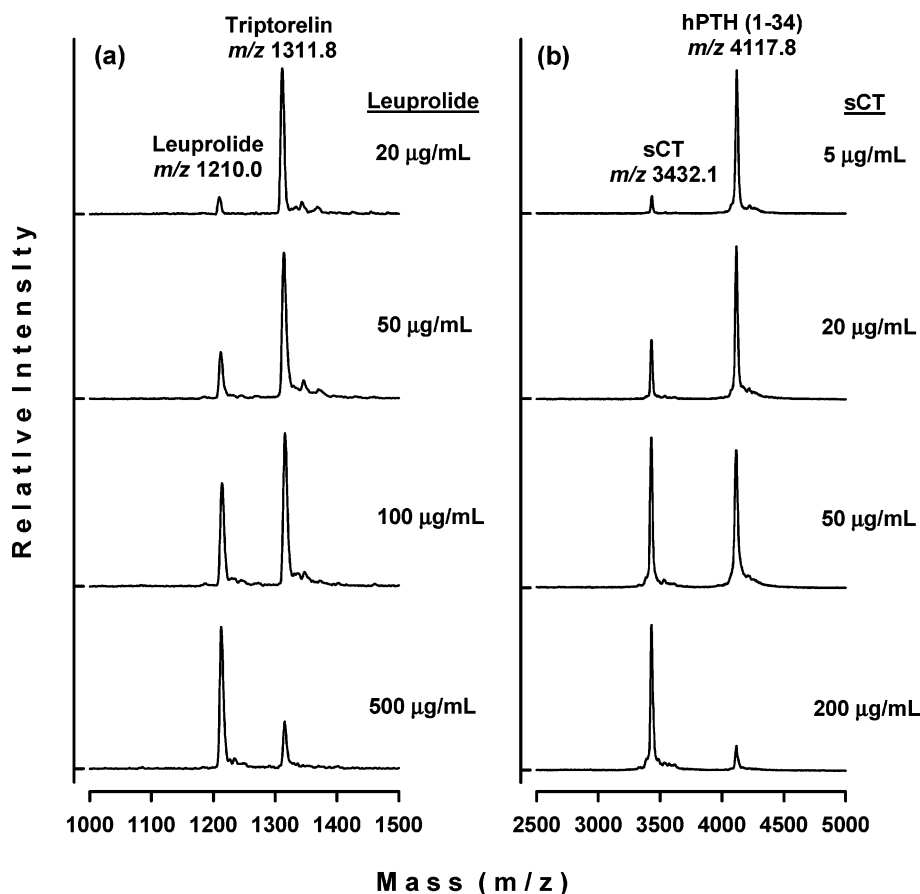 (a)
Triptorelin
m/z 1311.8
Leuprolide
m/z 1210.0
Leuprolide
20 μg/mL
50 μg/mL
100 μg/mL
500 μg/mL
1000 1100 1200 1300 1400 1500
(b)
hPTH (1-34)
m/z 4117.8
sCT
m/z 3432.1
sCT
5 μg/mL
20 μg/mL
50 μg/mL
200 μg/mL
2500 3000 3500 4000 4500 5000
Relative Intensity
Mass (m/z)